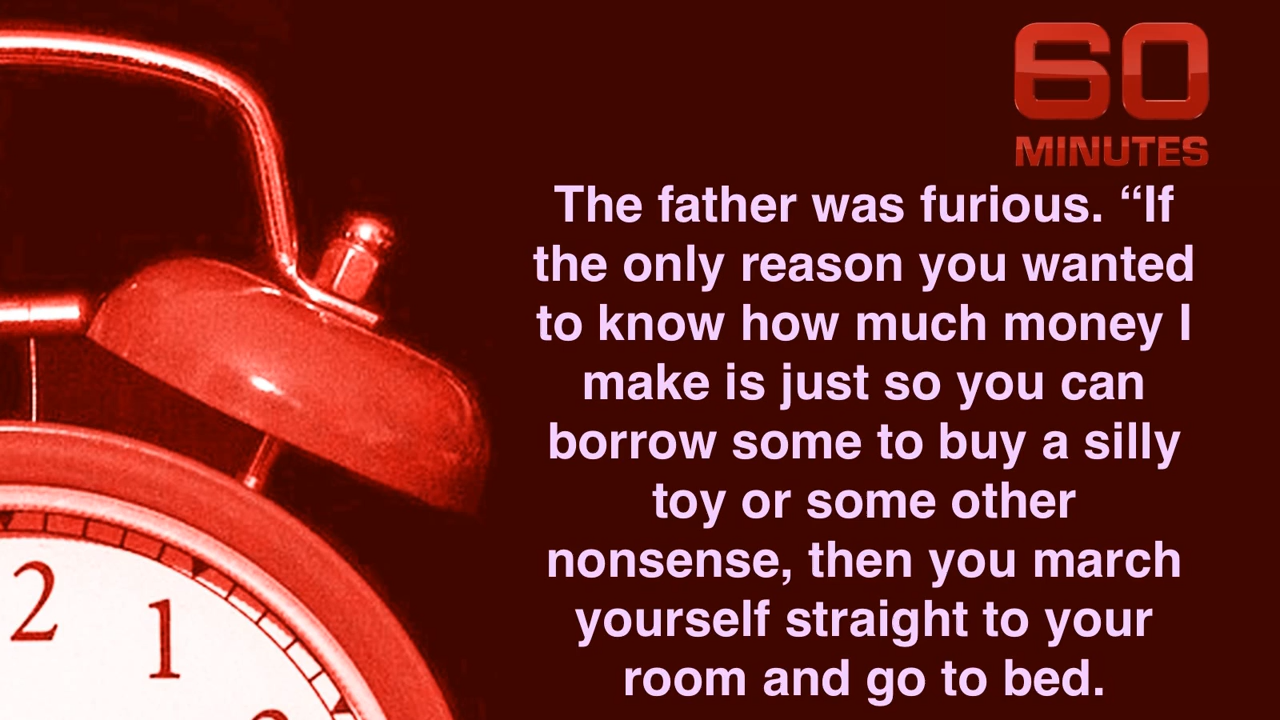 60
MINUTES
The father was furious. “If
the only reason you wanted
to know how much money I
make is just so you can
borrow some to buy a silly
toy or some other
nonsense, then you march
yourself straight to your
room and go to bed.
2
1